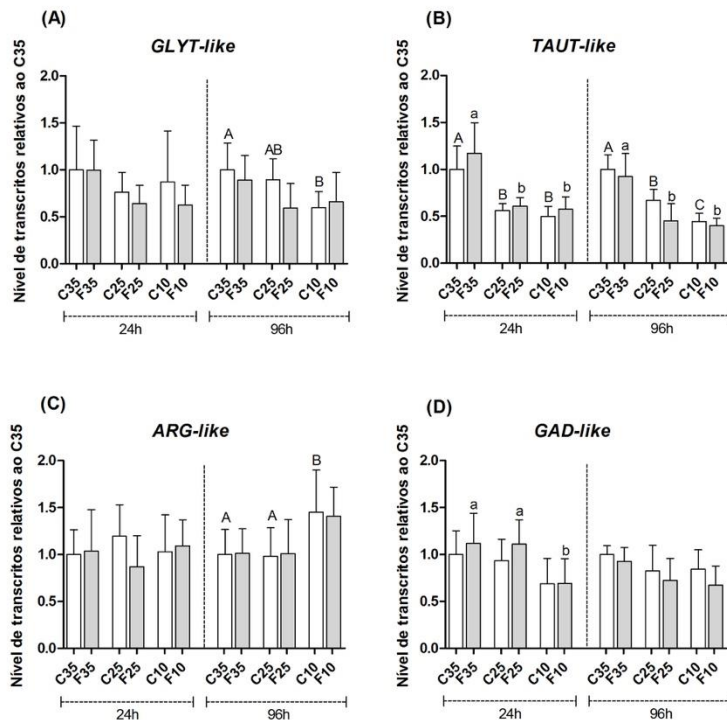 (A)
GLYT-like
Nível de transcritos relativos ao C35
2.0
1.5
1.0
0.5
0.0
A
AB
B
C35
F35
C25
F25
C10
F10
C35
F35
C25
F25
C10
F10
24h
96h
(B)
TAUT-like
Nível de transcritos relativos ao C35
2.0
1.5
1.0
0.5
0.0
A
a
B
b
B
b
A
a
B
b
C
b
C35
F35
C25
F25
C10
F10
C35
F35
C25
F25
C10
F10
24h
96h
(C)
ARG-like
Nível de transcritos relativos ao C35
2.0
1.5
1.0
0.5
0.0
A
A
B
C35
F35
C25
F25
C10
F10
C35
F35
C25
F25
C10
F10
24h
96h
(D)
GAD-like
Nível de transcritos relativos ao C35
2.0
1.5
1.0
0.5
0.0
a
a
b
C35
F35
C25
F25
C10
F10
C35
F35
C25
F25
C10
F10
24h
96h